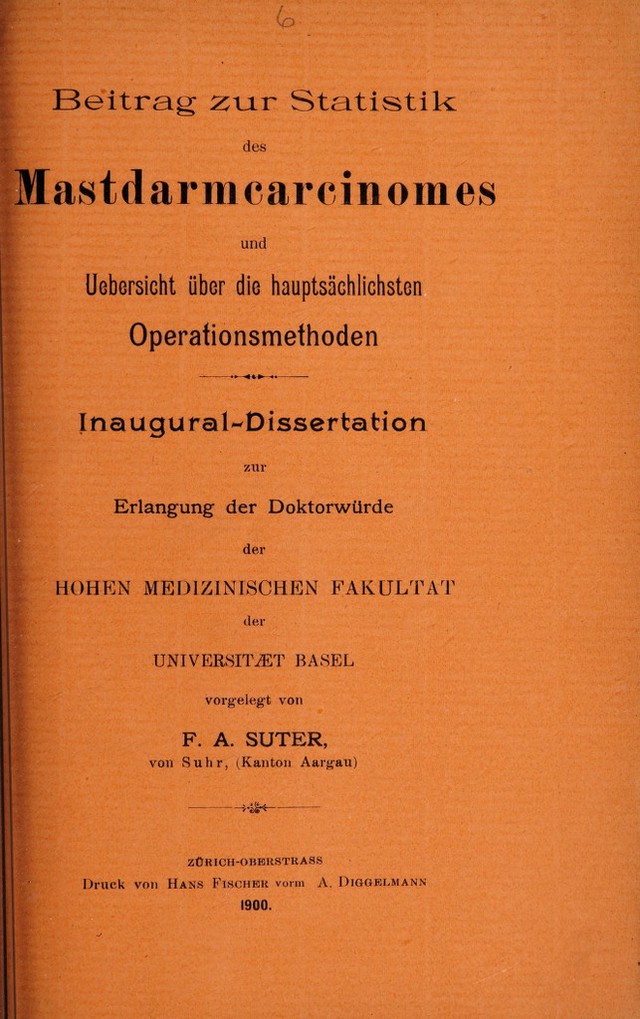 6
Beitrag zur Statistik
des
Mastdarmcarcinomes
und
Uebersicht über die hauptsächlichsten
Operationsmethoden
Inaugural-Dissertation
zur
Erlangung der Doktorwürde
der
HOHEN MEDIZINISCHEN FAKULTAT
der
UNIVERSITÆT BASEL
vorgelegt von
F. A. SUTER,
von Suhr, (Kanton Aargau)
ZÜRICH-OBERSTRASS
Druck von HANS FISCHER vorm A. DIGGELMANN
1900.